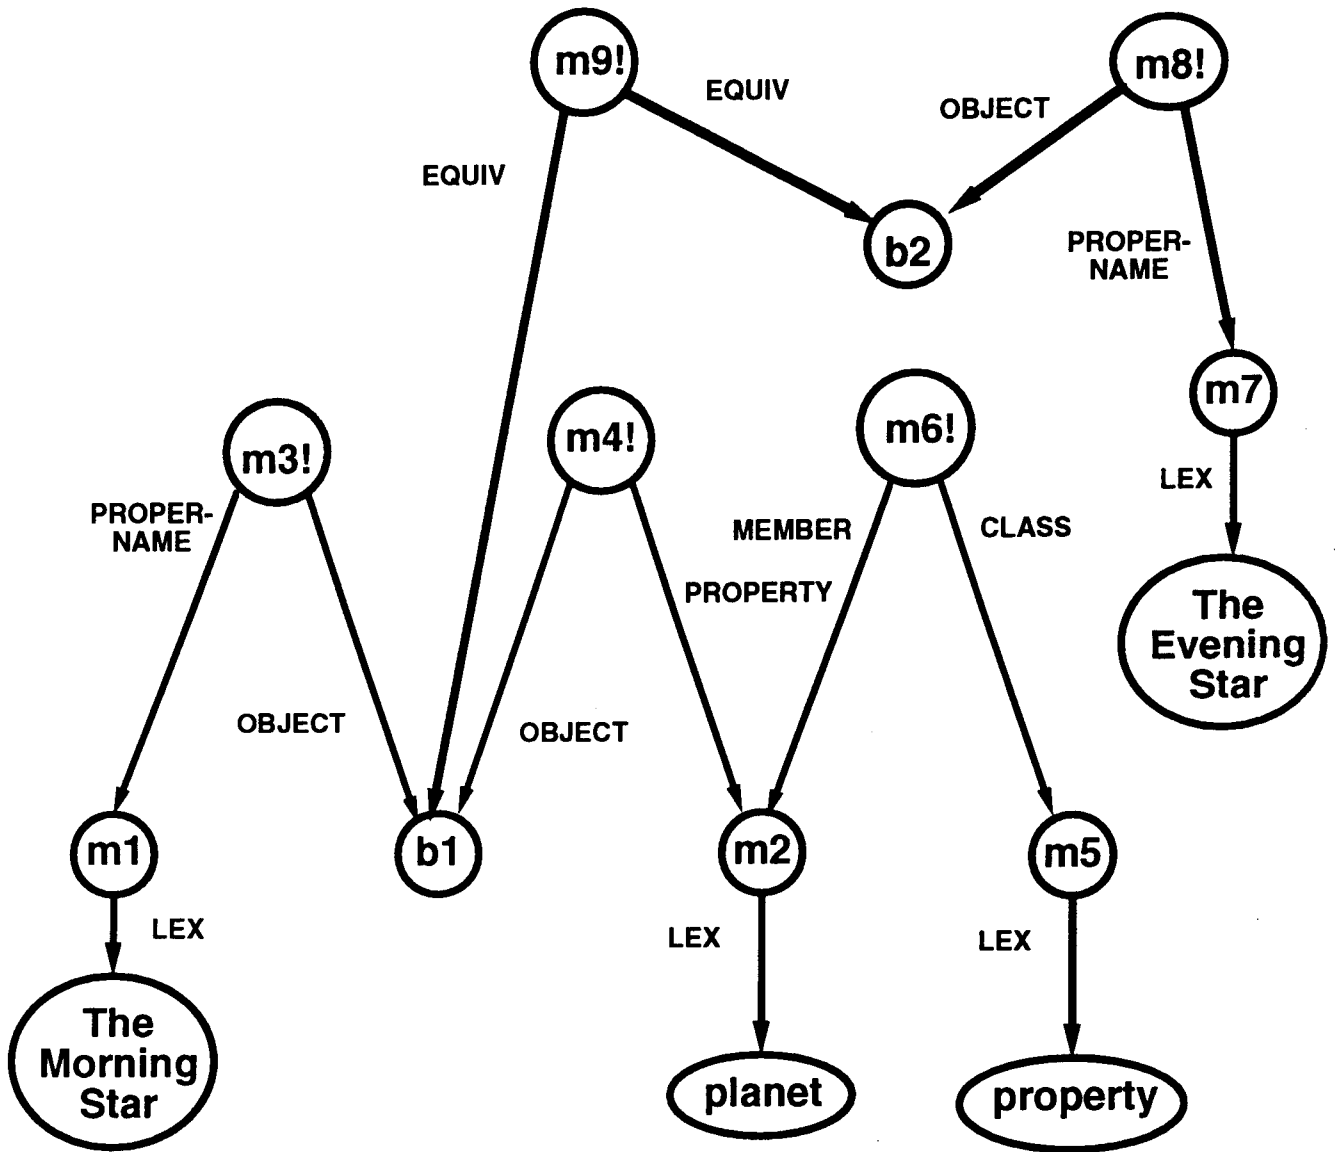 m9!
m8!
EQUIV
OBJECT
EQUIV
b2
PROPER-
NAME
m7
m3!
m4!
m6!
LEX
PROPER-
NAME
MEMBER
CLASS
PROPERTY
The
Evening
Star
OBJECT
OBJECT
m1
b1
m2
m5
LEX
LEX
LEX
The
Morning
Star
planet
property